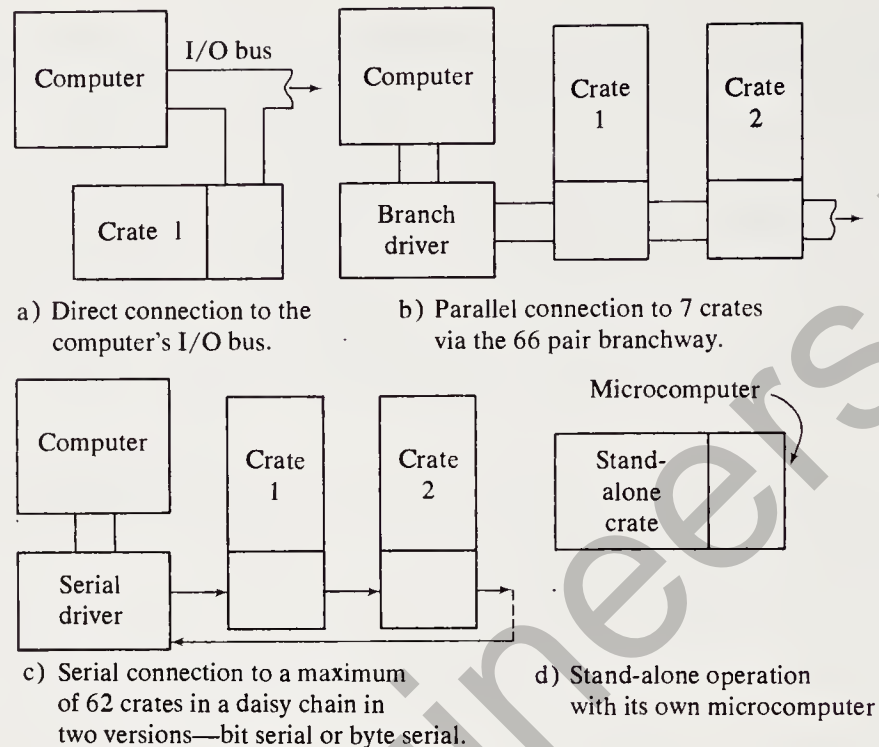 Computer
I/O bus
Crate 1
a) Direct connection to the
computer's I/O bus.
Computer
Crate
1
Crate
2
Branch
driver
b) Parallel connection to 7 crates
via the 66 pair branchway.
Computer
Crate
1
Crate
2
Serial
driver
c) Serial connection to a maximum
of 62 crates in a daisy chain in
two versions—bit serial or byte serial.
Microcomputer
Stand-
alone
crate
d) Stand-alone operation
with its own microcomputer
ineers